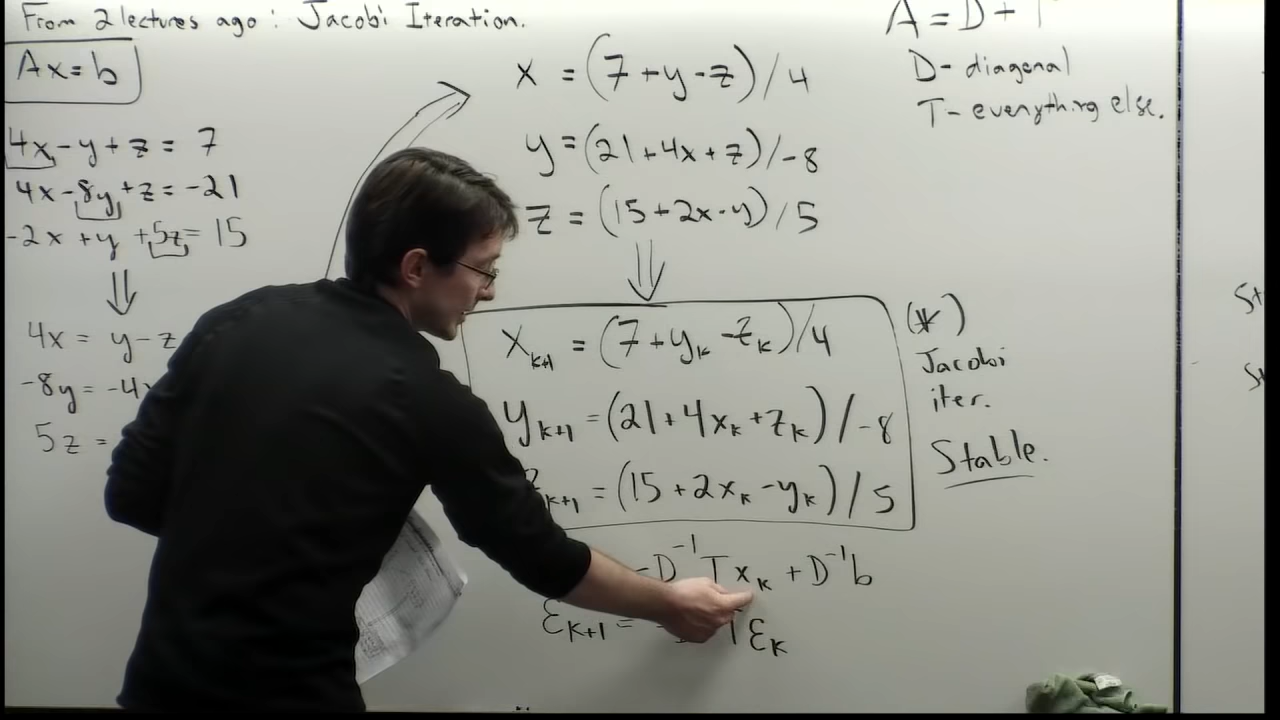 From 2 lectures ago : Jacobi Iteration.
Ax=b
4x - y + z = 7
4x - 8y + z = -21
-2x + y + 5z = 15
⇓
4x = y - z
-8y = -4x
5z =
x = (7 + y - z)/4
y = (21 + 4x + z)/-8
z = (15 + 2x - y)/5
⇓
x_{k+1} = (7 + y_k - z_k)/4
y_{k+1} = (21 + 4x_k + z_k)/-8
_{k+1} = (15 + 2x_k - y_k)/5
-D^{-1} T x_k + D^{-1} b
ε_{k+1} = - T ε_k
(*)
Jacobi
iter.
Stable.
A = D + T
D - diagonal
T - everything else.
St